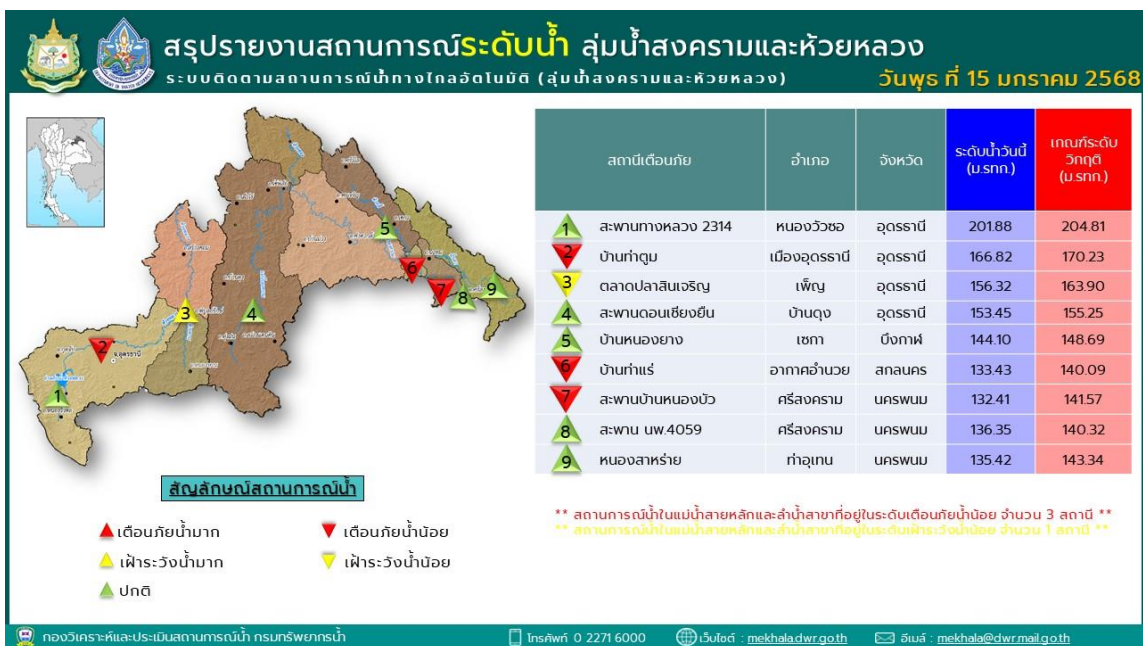 สรุปรายงานสถานการณ์ระดับน้ำ ลุ่มน้ำสงครามและห้วยหลวง
ระบบติดตามสถานการณ์น้ำทางไกลอัตโนมัติ (ลุ่มน้ำสงครามและห้วยหลวง)
วันพุธ ที่ 15 มกราคม 2568
สถานีเตือนภัย อำเภอ จังหวัด ระดับน้ำวันนี้ (ม.รทก.) เกณฑ์ระดับวิกฤติ (ม.รทก.)
1 สะพานทางหลวง 2314 หนองวัวซอ อุดรธานี 201.88 204.81
2 บ้านท่าตูม เมืองอุดรธานี อุดรธานี 166.82 170.23
3 ตลาดปลาสินเจริญ เพ็ญ อุดรธานี 156.32 163.90
4 สะพานดอนเชียงยืน บ้านดุง อุดรธานี 153.45 155.25
5 บ้านหนองยาง เซกา บึงกาฬ 144.10 148.69
6 บ้านท่าแร่ อากาศอำนวย สกลนคร 133.43 140.09
7 สะพานบ้านหนองบัว ศรีสงคราม นครพนม 132.41 141.57
8 สะพาน นพ.4059 ศรีสงคราม นครพนม 136.35 140.32
9 หนองสาหร่าย ท่าอุเทน นครพนม 135.42 143.34
1
2
3
4
5
6
7
8
9
สัญลักษณ์สถานการณ์น้ำ
เตือนภัยน้ำมาก
เตือนภัยน้ำน้อย
เฝ้าระวังน้ำมาก
เฝ้าระวังน้ำน้อย
ปกติ
** สถานการณ์น้ำในแม่น้ำสายหลักและลำน้ำสาขาที่อยู่ในระดับเตือนภัยน้ำน้อย จำนวน 3 สถานี **
** สถานการณ์น้ำในแม่น้ำสายหลักและลำน้ำสาขาที่อยู่ในระดับเฝ้าระวังน้ำน้อย จำนวน 1 สถานี **
กองวิเคราะห์และประเมินสถานการณ์น้ำ กรมทรัพยากรน้ำ
โทรศัพท์ 0 2271 6000
เว็บไซต์ : mekhala.dwr.go.th
อีเมล์ : mekhala@dwr.mail.go.th